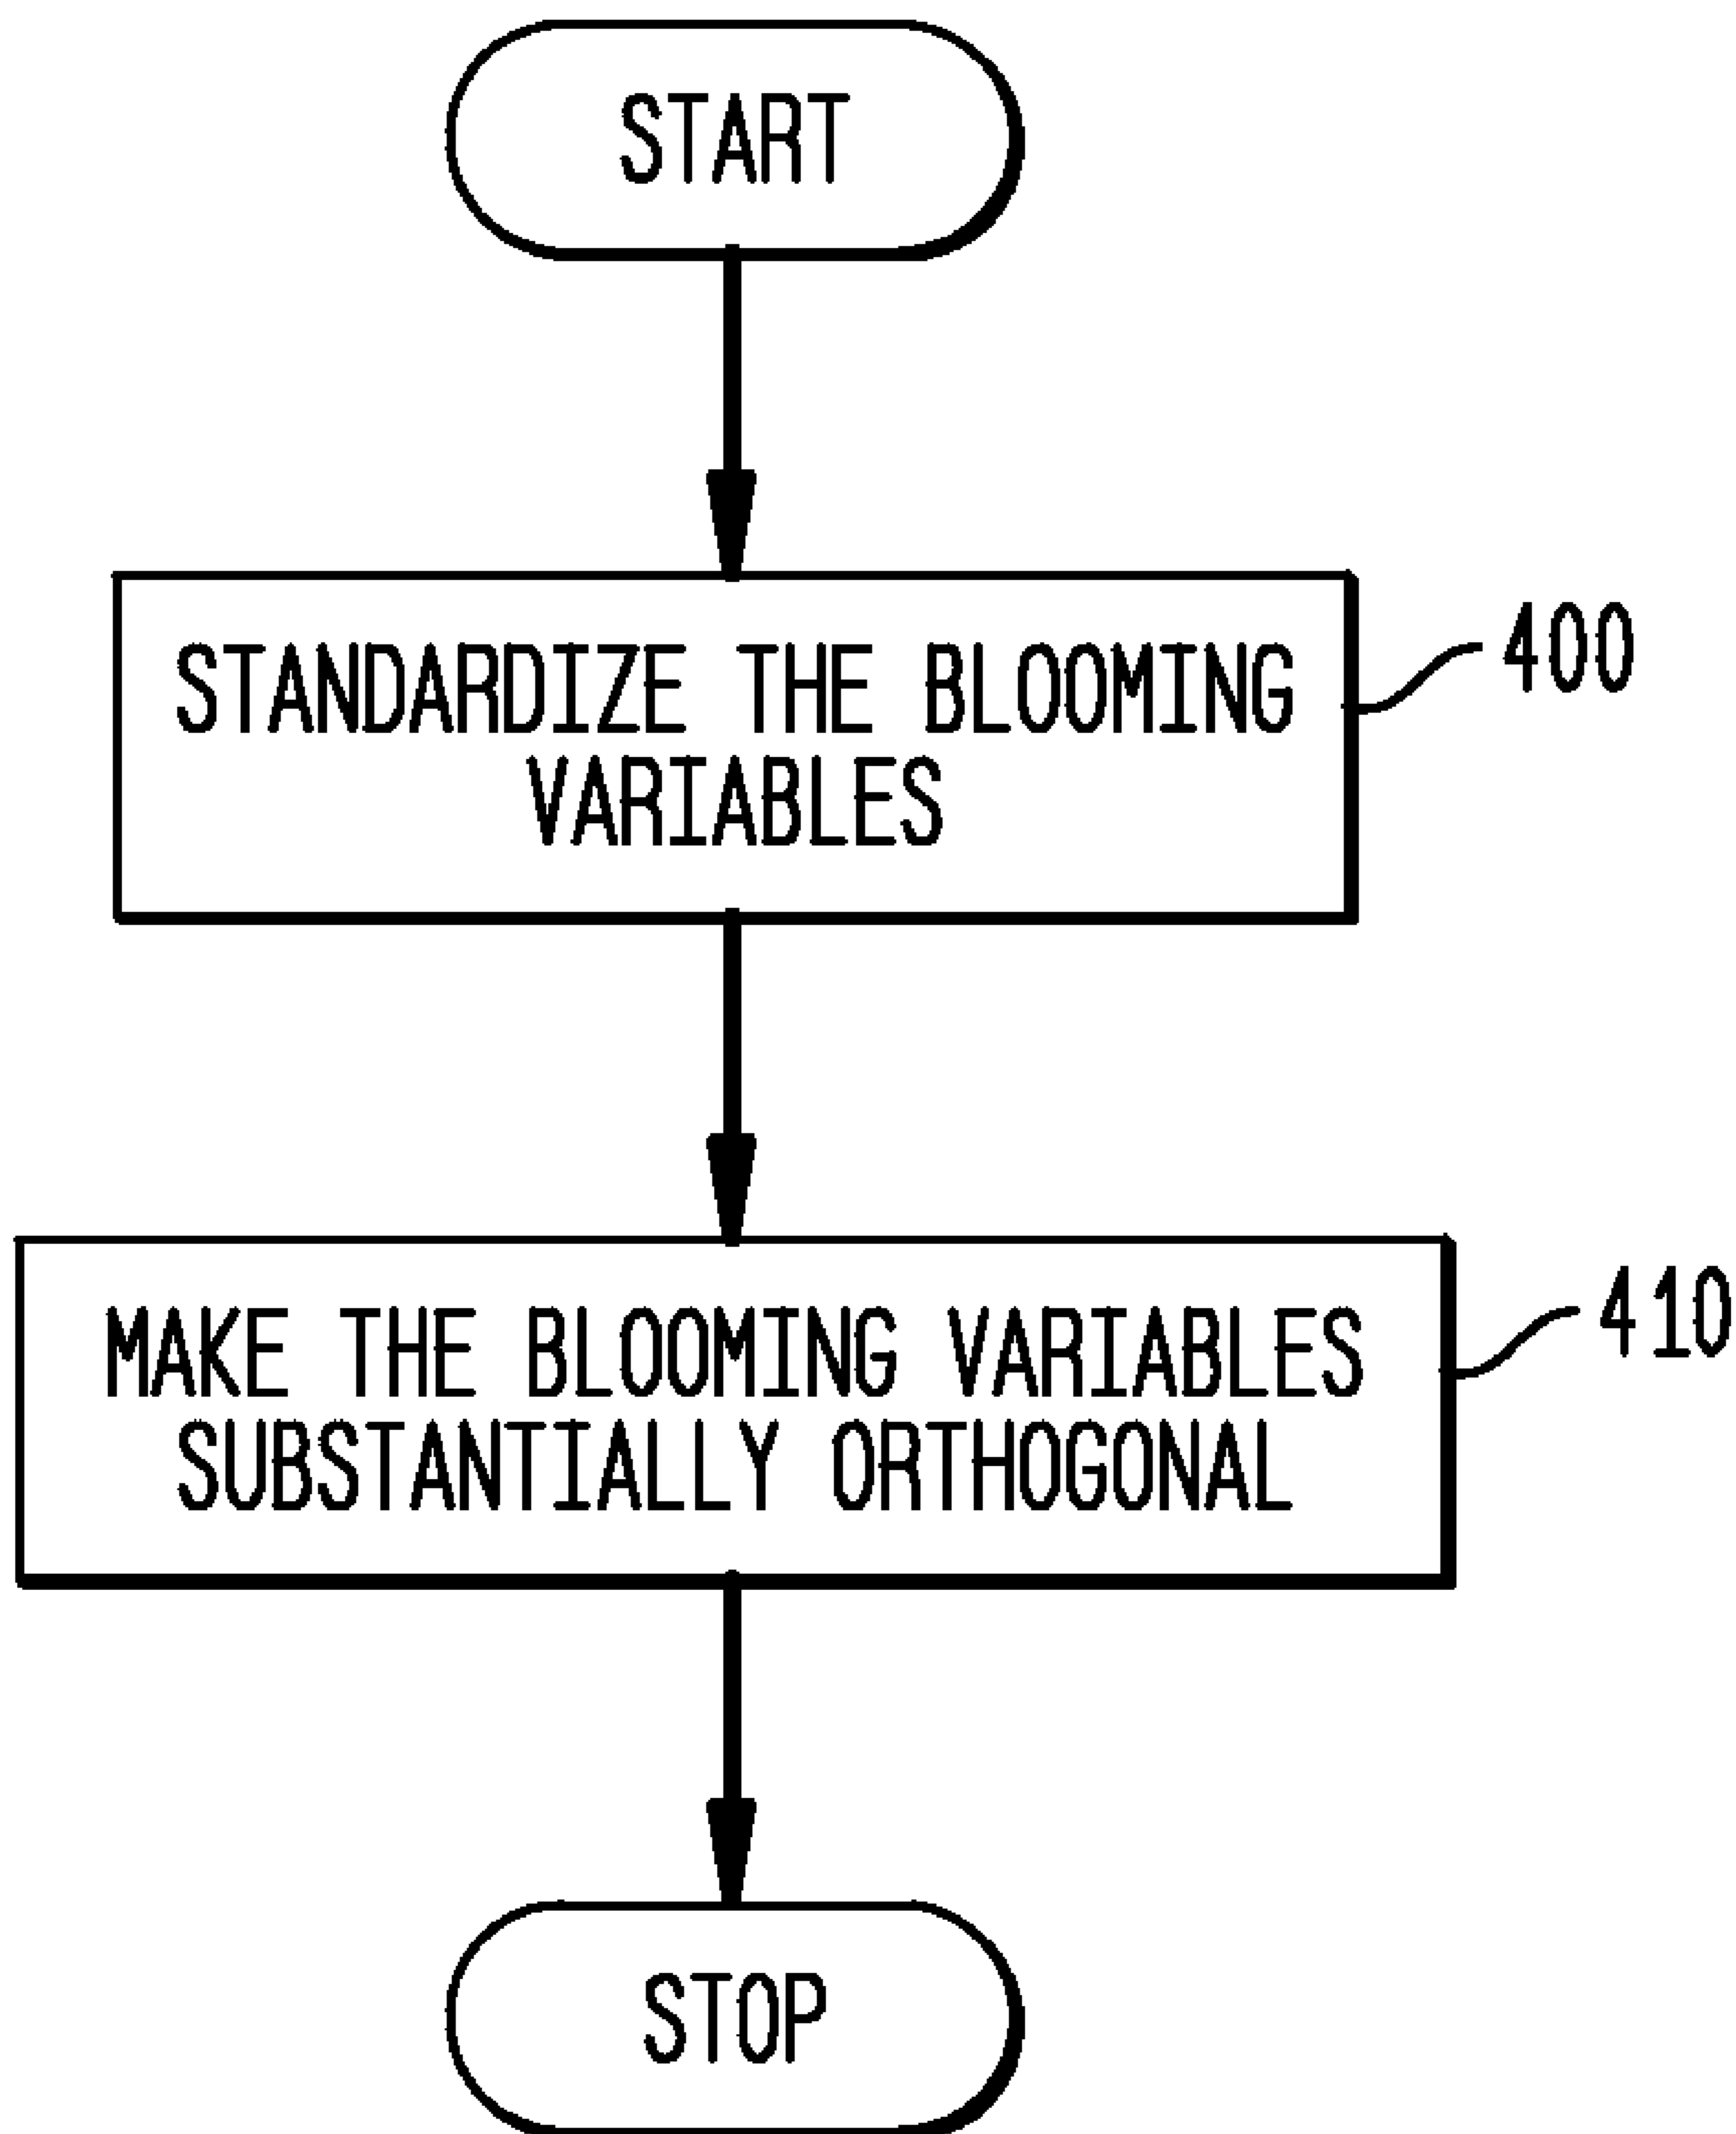 START
STANDARDIZE THE BLOOMING
VARIABLES
400
MAKE THE BLOOMING VARIABLES
SUBSTANTIALLY ORTHOGONAL
410
STOP